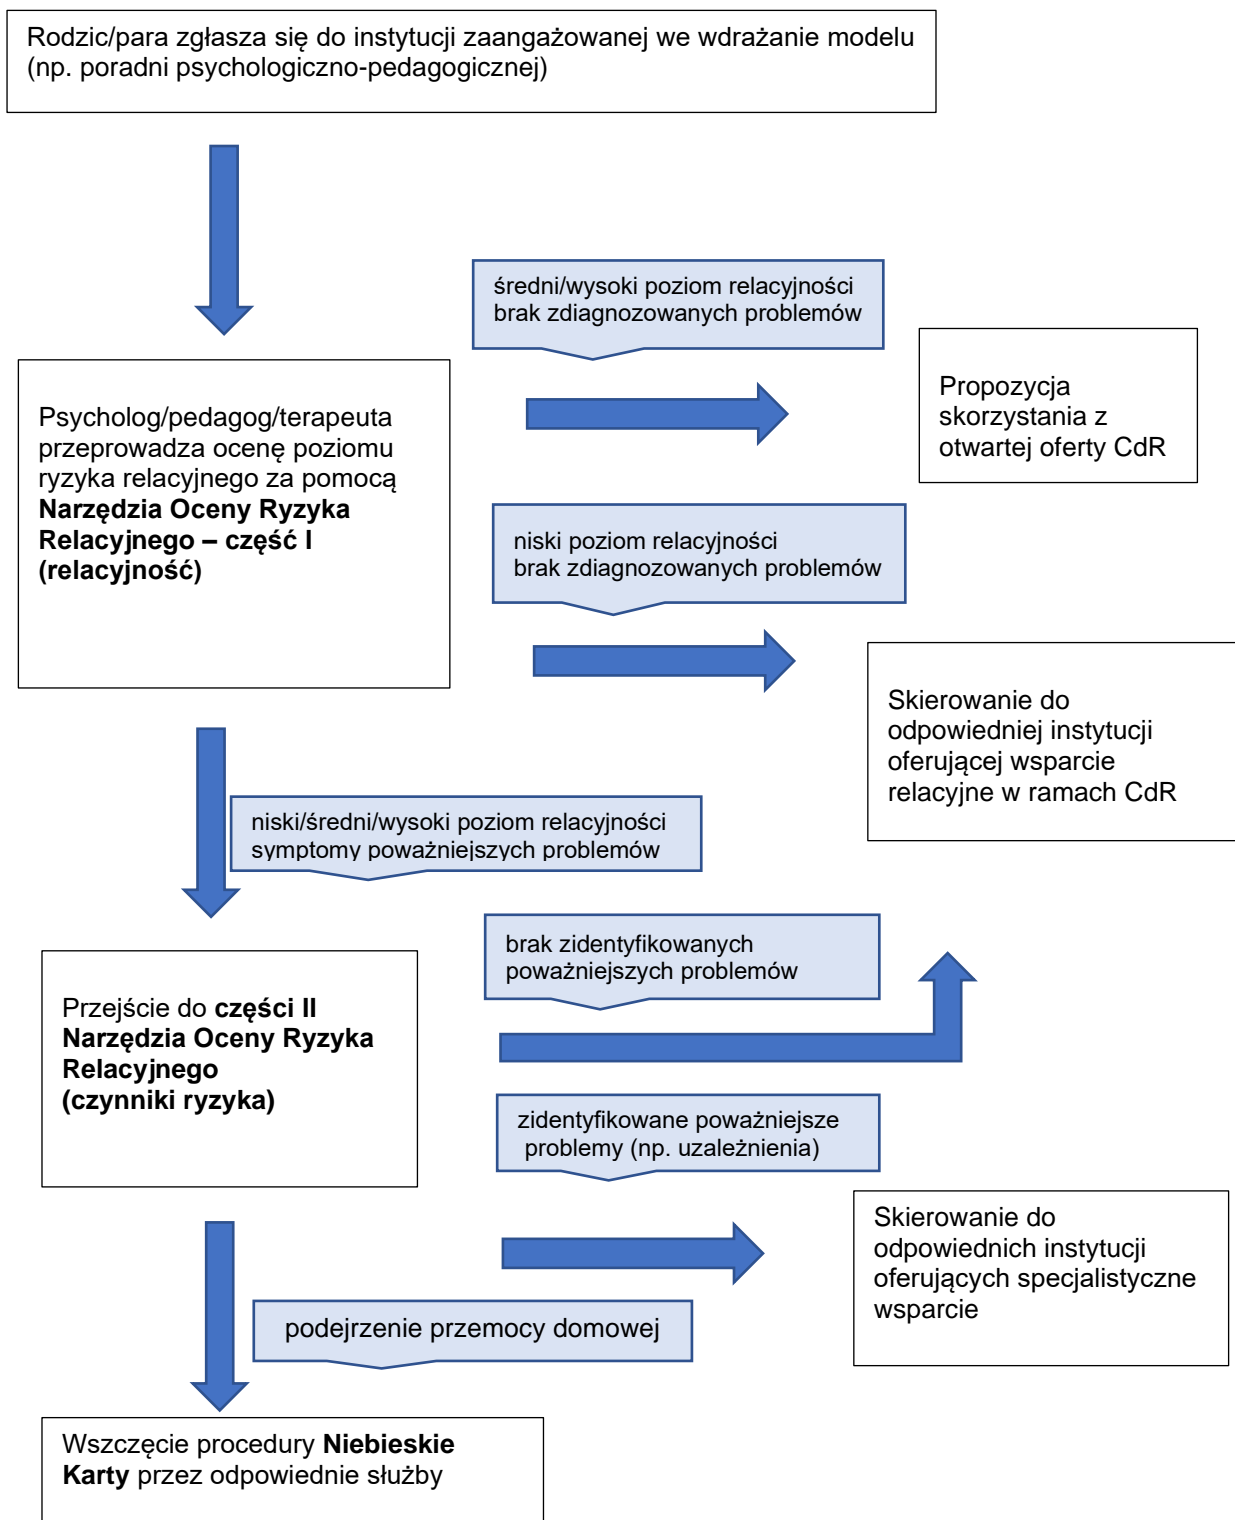 Rodzic/para zgłasza się do instytucji zaangażowanej we wdrażanie modelu
(np. poradni psychologiczno-pedagogicznej)
średni/wysoki poziom relacyjności
brak zdiagnozowanych problemów
Psycholog/pedagog/terapeuta
przeprowadza ocenę poziomu
ryzyka relacyjnego za pomocą
Narzędzia Oceny Ryzyka
Relacyjnego – część I
(relacyjność)
Propozycja
skorzystania z
otwartej oferty CdR
niski poziom relacyjności
brak zdiagnozowanych problemów
Skierowanie do
odpowiedniej instytucji
oferującej wsparcie
relacyjne w ramach CdR
niski/średni/wysoki poziom relacyjności
symptomy poważniejszych problemów
brak zidentyfikowanych
poważniejszych problemów
Przejście do części II
Narzędzia Oceny Ryzyka
Relacyjnego
(czynniki ryzyka)
zidentyfikowane poważniejsze
problemy (np. uzależnienia)
Skierowanie do
odpowiednich instytucji
oferujących specjalistyczne
wsparcie
podejrzenie przemocy domowej
Wszczęcie procedury Niebieskie
Karty przez odpowiednie służby